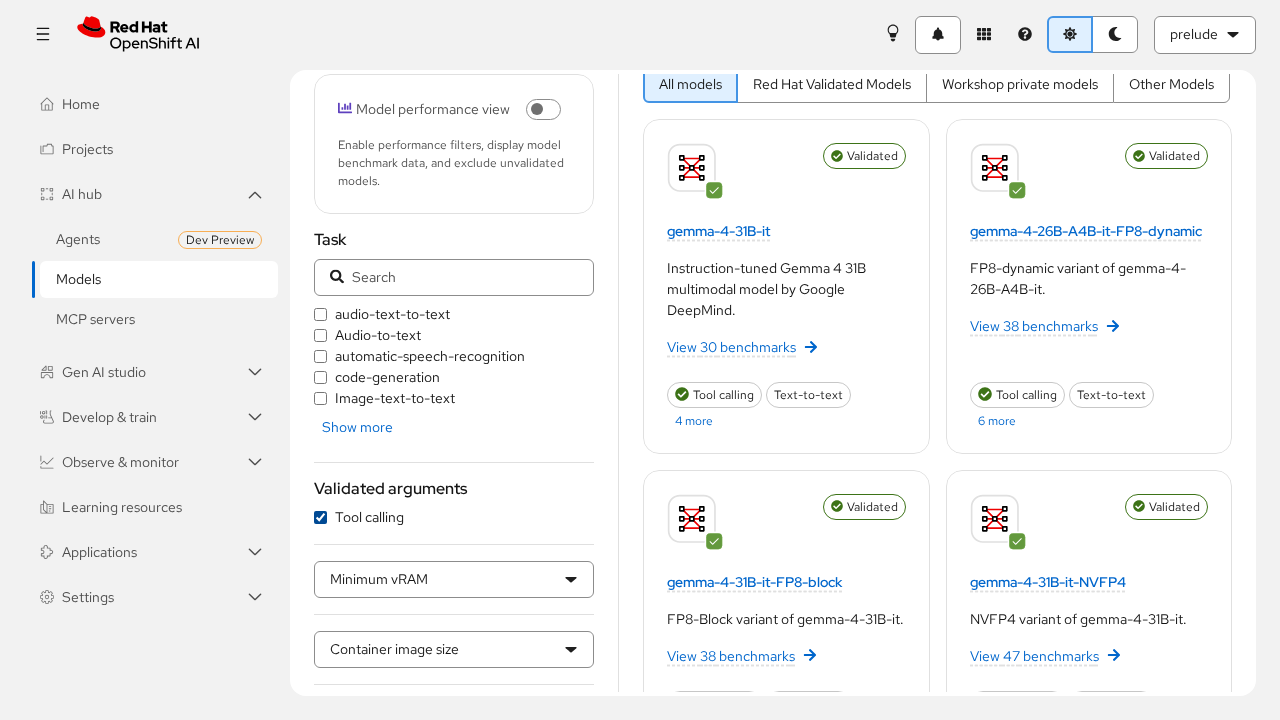 Red Hat
OpenShift AI
prelude
Home
Projects
AI hub
Agents
Dev Preview
Models
MCP servers
Gen AI studio
Develop & train
Observe & monitor
Learning resources
Applications
Settings
Model performance view
Enable performance filters, display model
benchmark data, and exclude unvalidated
models.
Task
Search
audio-text-to-text
Audio-to-text
automatic-speech-recognition
code-generation
Image-text-to-text
Show more
Validated arguments
Tool calling
Minimum vRAM
Container image size
All models
Red Hat Validated Models
Workshop private models
Other Models
Validated
gemma-4-31B-it
Instruction-tuned Gemma 4 31B
multimodal model by Google
DeepMind.
View 30 benchmarks
Tool calling
Text-to-text
4 more
Validated
gemma-4-26B-A4B-it-FP8-dynamic
FP8-dynamic variant of gemma-4-
26B-A4B-it.
View 38 benchmarks
Tool calling
Text-to-text
6 more
Validated
gemma-4-31B-it-FP8-block
FP8-Block variant of gemma-4-31B-it.
View 38 benchmarks
Validated
gemma-4-31B-it-NVFP4
NVFP4 variant of gemma-4-31B-it.
View 47 benchmarks